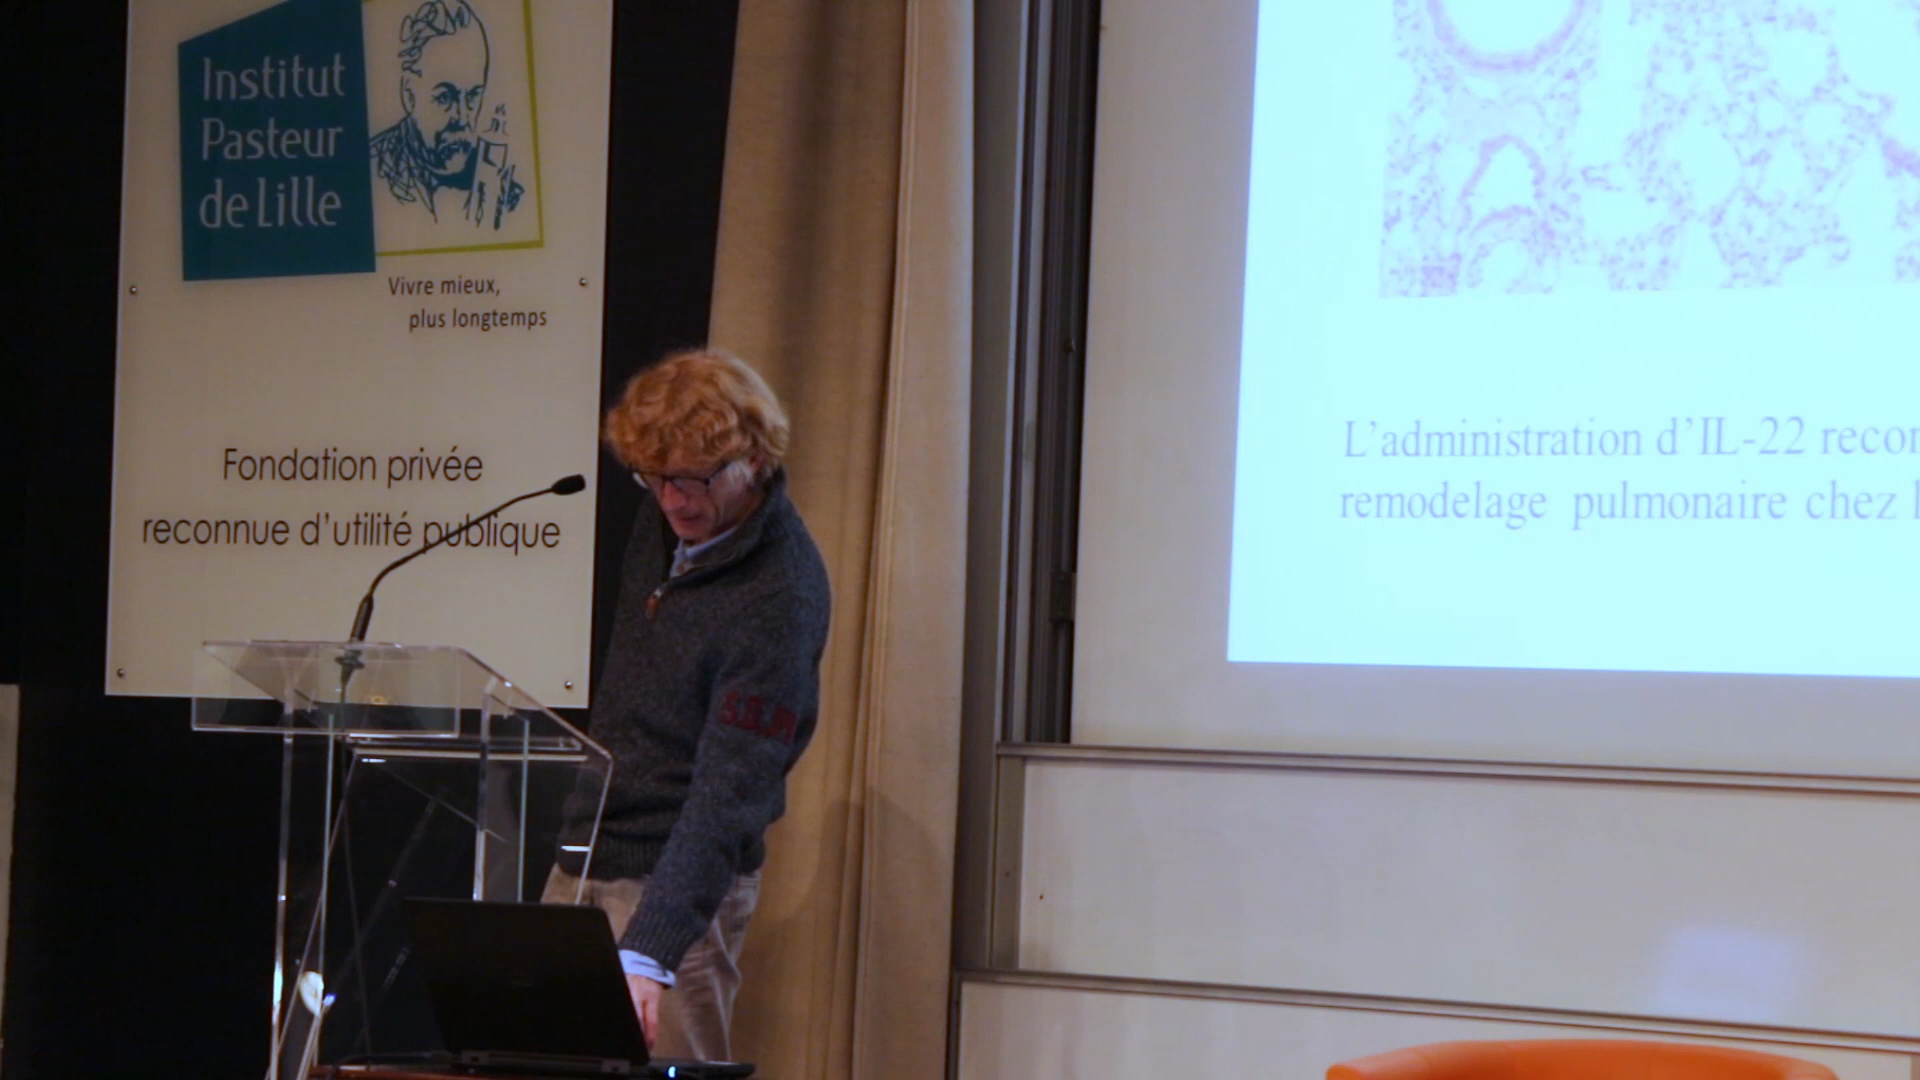 Institut
Pasteur
de Lille
Vivre mieux,
plus longtemps
Fondation privée
reconnue d'utilité publique
L'administration d'IL-22
remodelage pulmonaire chez